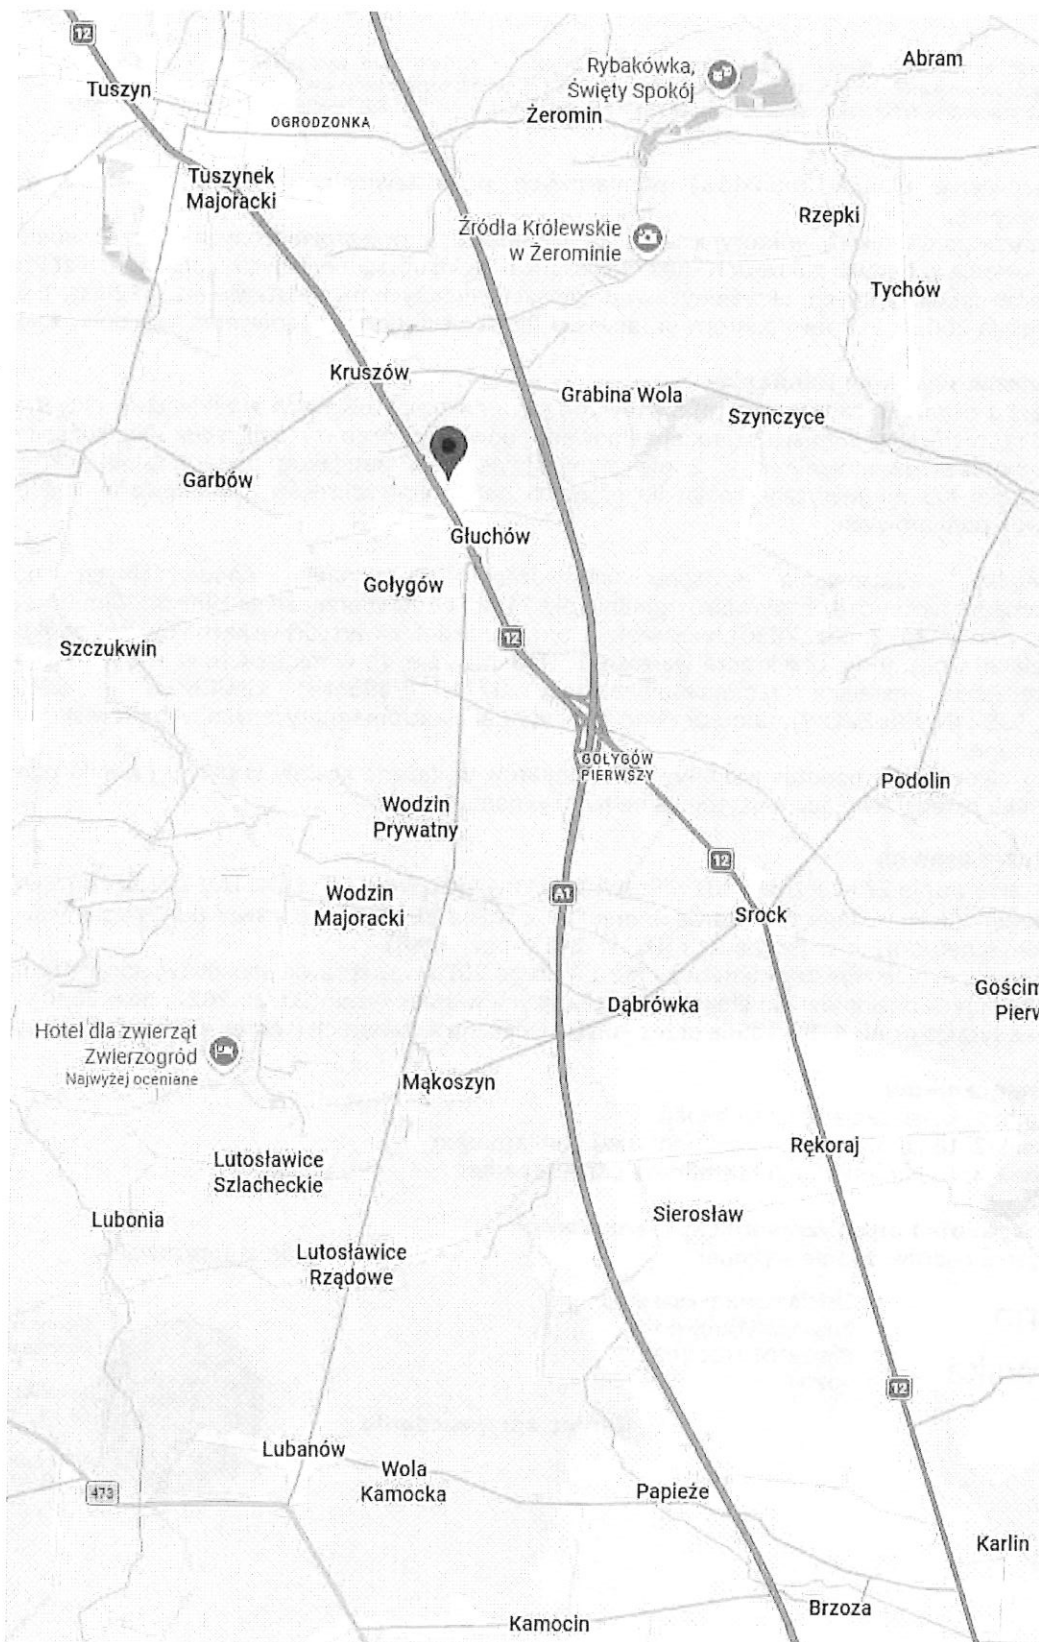 12
Abram
Rybakówka,
Święty Spokój
Tuszyn
Żeromin
OGRODZONKA
Tuszynek
Majoracki
Rzepki
Źródła Królewskie
w Żerominie
Tychów
Kruszów
Grabina Wola
Szynczyce
Garbów
Głuchów
Gołygów
12
Szczukwin
GOŁYGÓW
PIERWSZY
Podolin
Wodzin
Prywatny
12
Wodzin
Majoracki
A1
Srock
Gościm
Pierw
Dąbrówka
Hotel dla zwierząt
Zwierzogród
Najwyżej oceniane
Mąkoszyn
Rękoraj
Lutosławice
Szlacheckie
Lubonia
Sierosław
Lutosławice
Rządowe
12
Lubanów
Wola
Kamocka
473
Papieże
Karlin
Brzoza
Kamocin